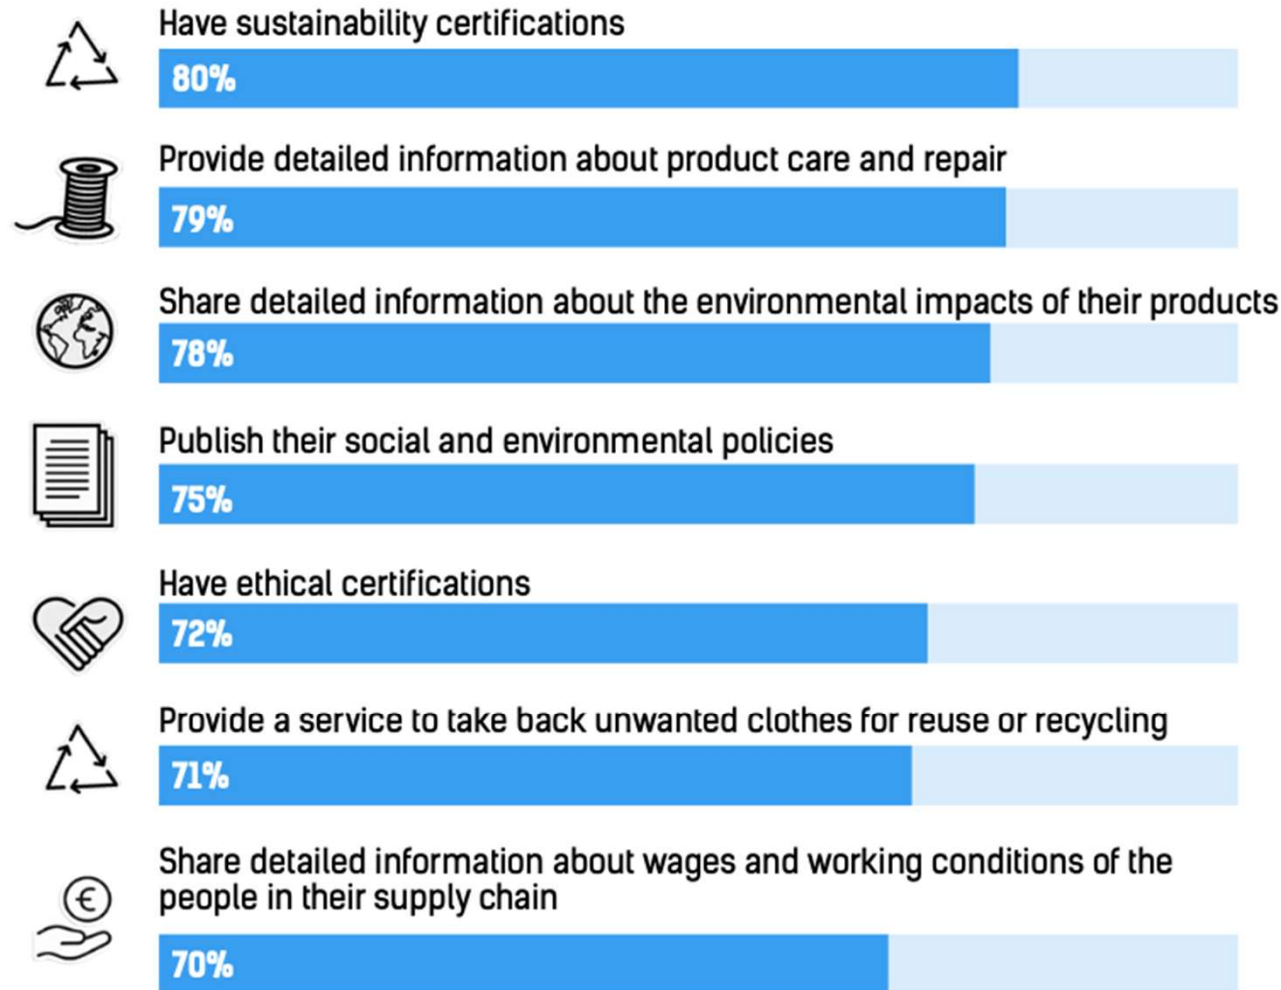 Have sustainability certifications
80%
Provide detailed information about product care and repair
79%
Share detailed information about the environmental impacts of their products
78%
Publish their social and environmental policies
75%
Have ethical certifications
72%
Provide a service to take back unwanted clothes for reuse or recycling
71%
Share detailed information about wages and working conditions of the
people in their supply chain
€
70%